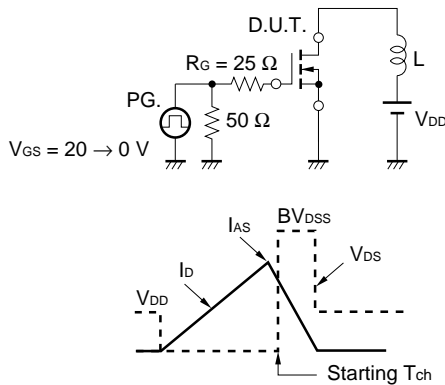 D.U.T.
RG = 25 Ω
L
PG.
50 Ω
VDD
VGS = 20 → 0 V
BVDSS
IAS
ID
VDS
VDD
Starting Tch